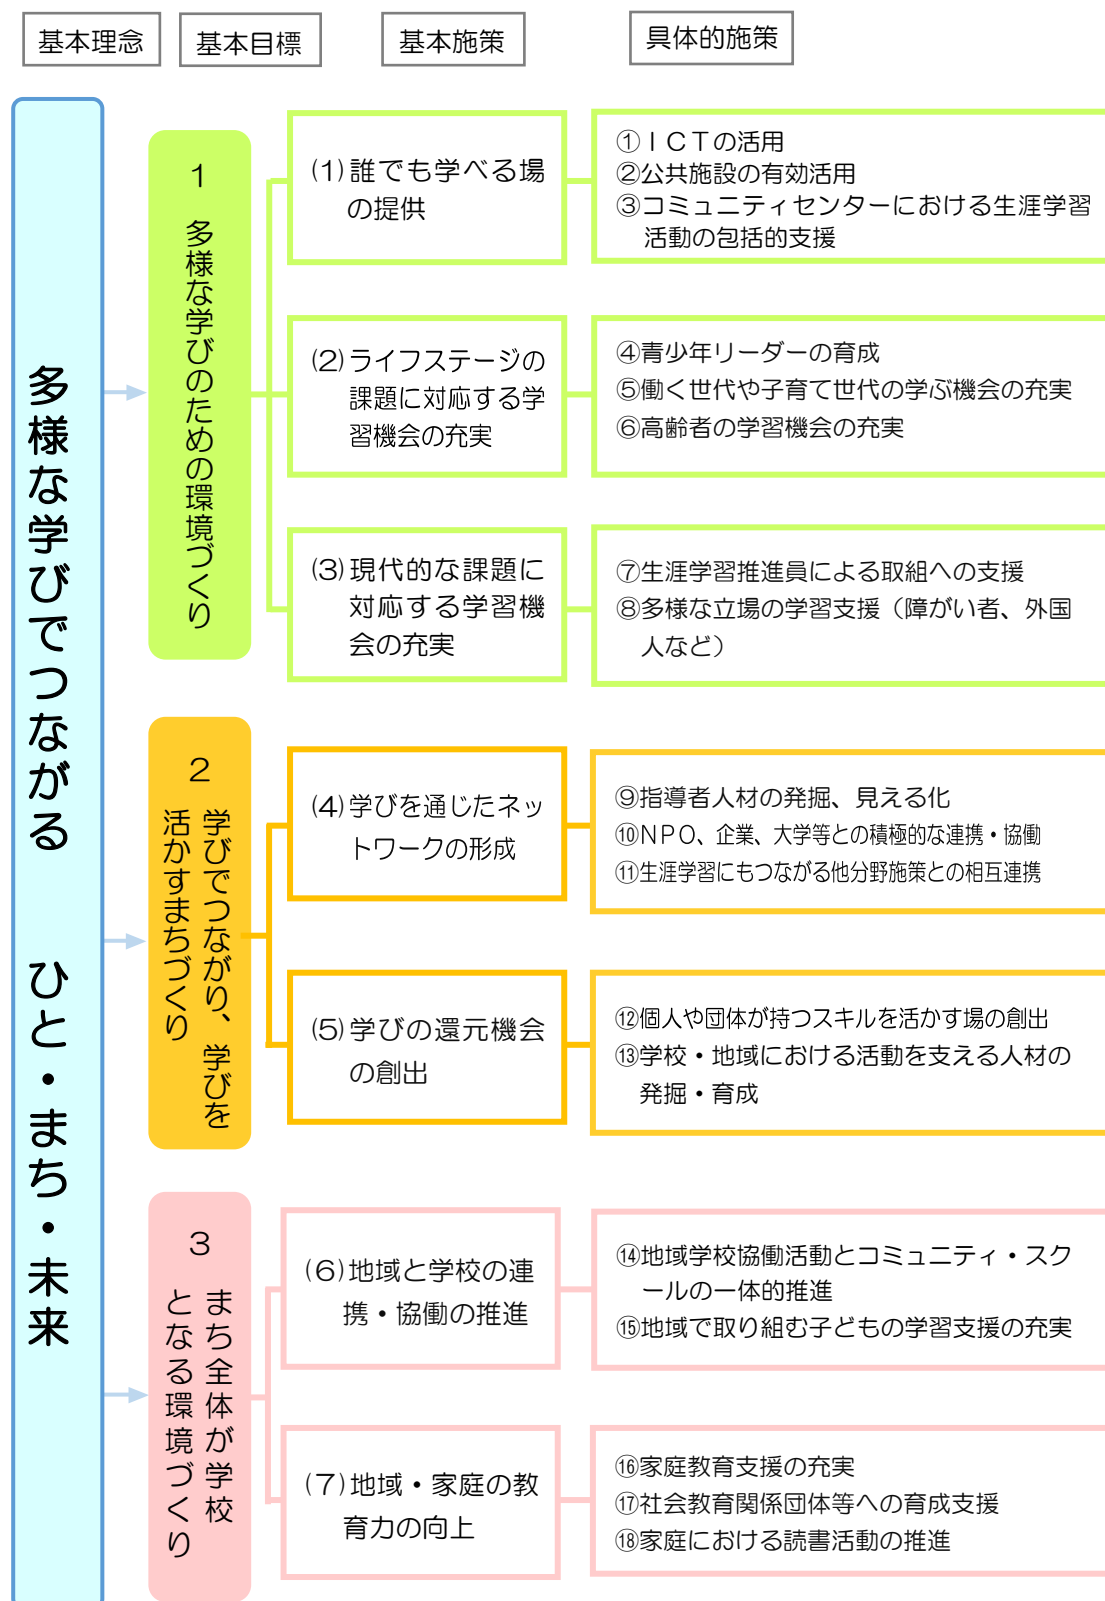 基本理念
基本目標
基本施策
具体的施策
多様な学びでつながる　ひと・まち・未来
1　多様な学びのための環境づくり
(1)誰でも学べる場
の提供
①ＩＣＴの活用
②公共施設の有効活用
③コミュニティセンターにおける生涯学習
活動の包括的支援
(2)ライフステージの
課題に対応する学
習機会の充実
④青少年リーダーの育成
⑤働く世代や子育て世代の学ぶ機会の充実
⑥高齢者の学習機会の充実
(3)現代的な課題に
対応する学習機
会の充実
⑦生涯学習推進員による取組への支援
⑧多様な立場の学習支援（障がい者、外国
人など）
2　学びでつながり、学びを
活かすまちづくり
(4)学びを通じたネッ
トワークの形成
⑨指導者人材の発掘、見える化
⑩ＮＰＯ、企業、大学等との積極的な連携・協働
⑪生涯学習にもつながる他分野施策との相互連携
(5)学びの還元機会
の創出
⑫個人や団体が持つスキルを活かす場の創出
⑬学校・地域における活動を支える人材の
発掘・育成
3　まち全体が学校
となる環境づくり
(6)地域と学校の連
携・協働の推進
⑭地域学校協働活動とコミュニティ・スク
ールの一体的推進
⑮地域で取り組む子どもの学習支援の充実
(7)地域・家庭の教
育力の向上
⑯家庭教育支援の充実
⑰社会教育関係団体等への育成支援
⑱家庭における読書活動の推進